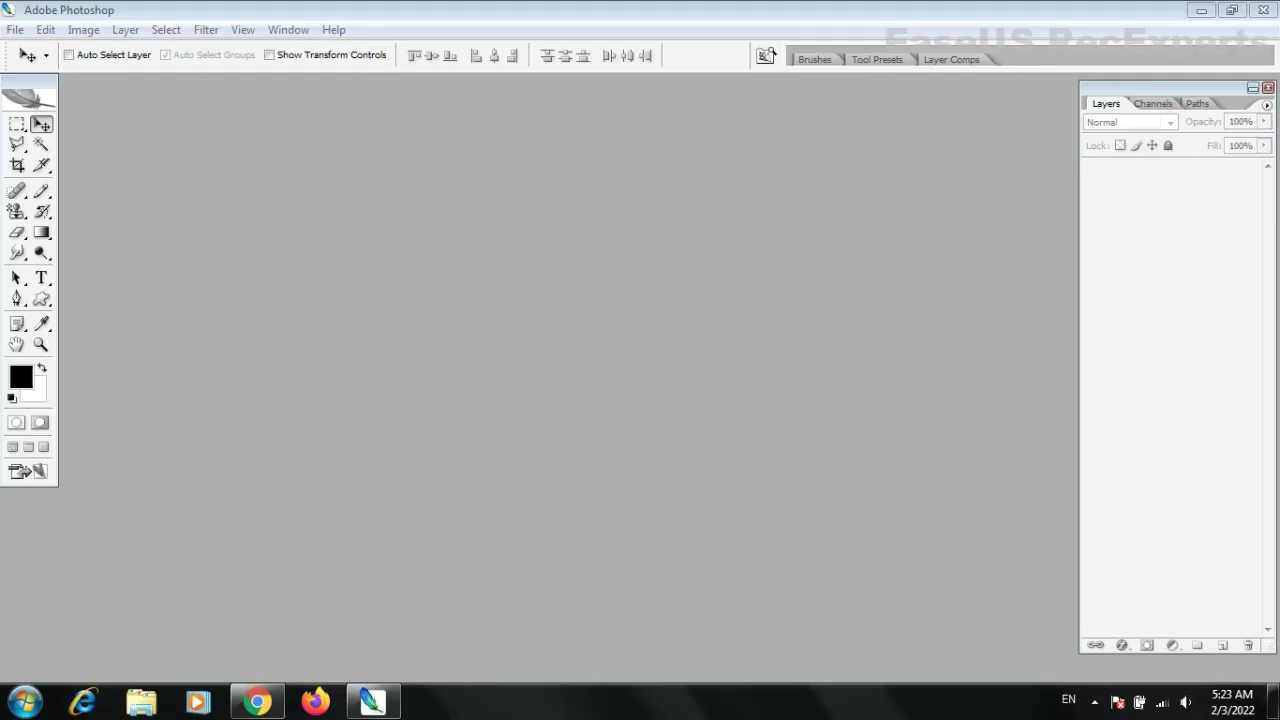 Adobe Photoshop
File Edit Image Layer Select Filter View Window Help
EaseUS RecExperts
Auto Select Layer Auto Select Groups Show Transform Controls
Brushes Tool Presets Layer Comps
Layers Channels Paths
Normal Opacity: 100%
Lock: Fill: 100%
T
EN
5:23 AM
2/3/2022